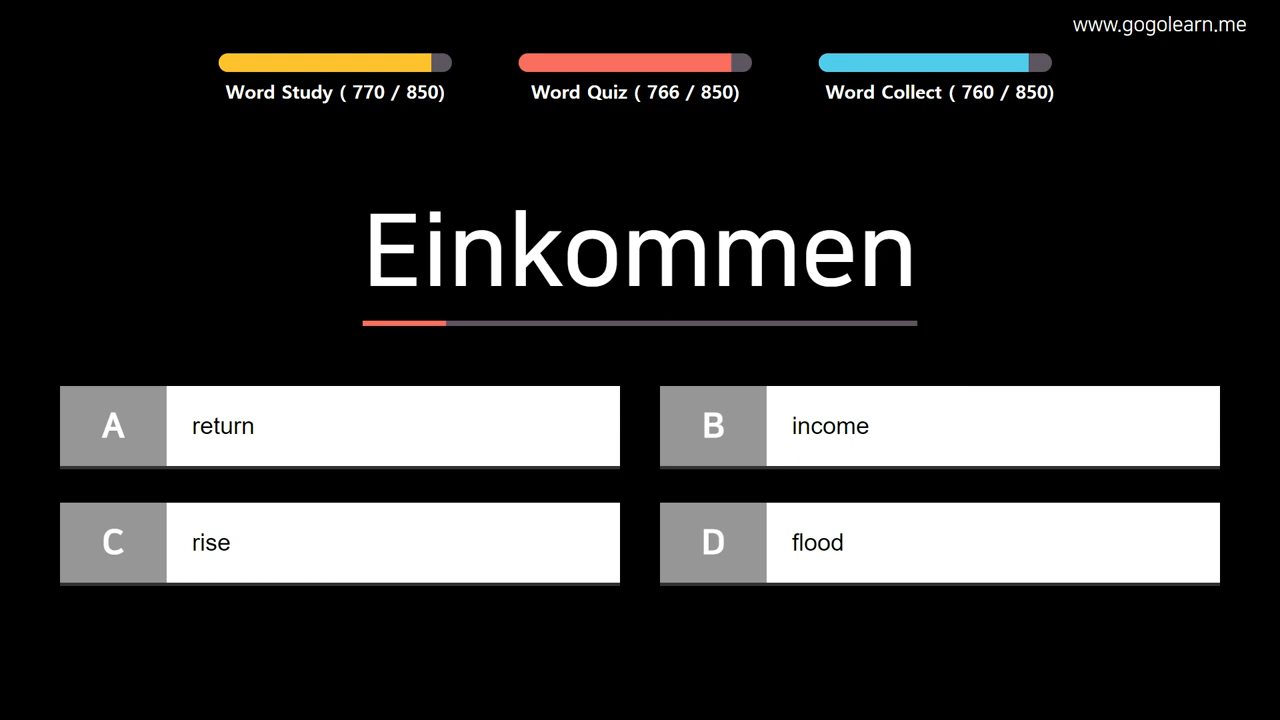 www.gogolearn.me
Word Study ( 770 / 850)
Word Quiz ( 766 / 850)
Word Collect ( 760 / 850)
Einkommen
A return
B income
C rise
D flood